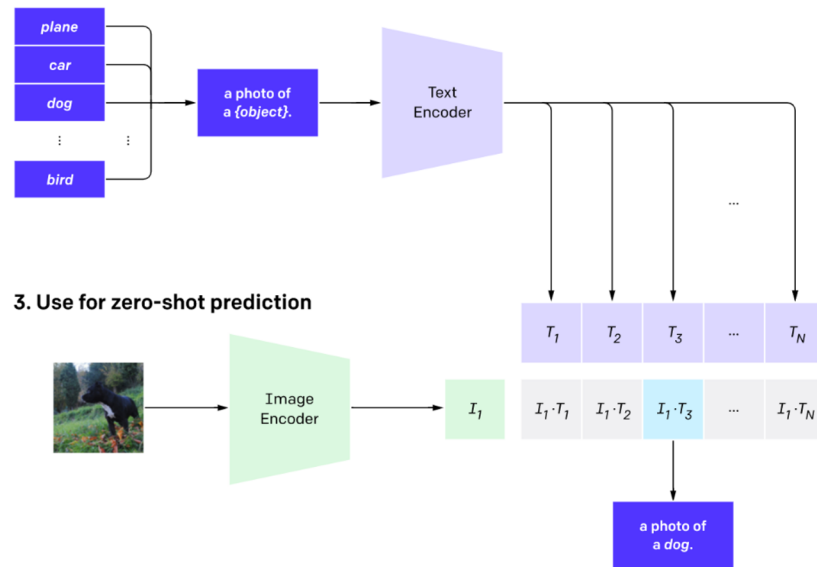 plane
car
dog
⋮ ⋮
bird
a photo of
a {object}.
Text
Encoder
...
3. Use for zero-shot prediction
T1 T2 T3 ... TN
Image
Encoder
I1
I1·T1 I1·T2 I1·T3 ... I1·TN
a photo of
a dog.